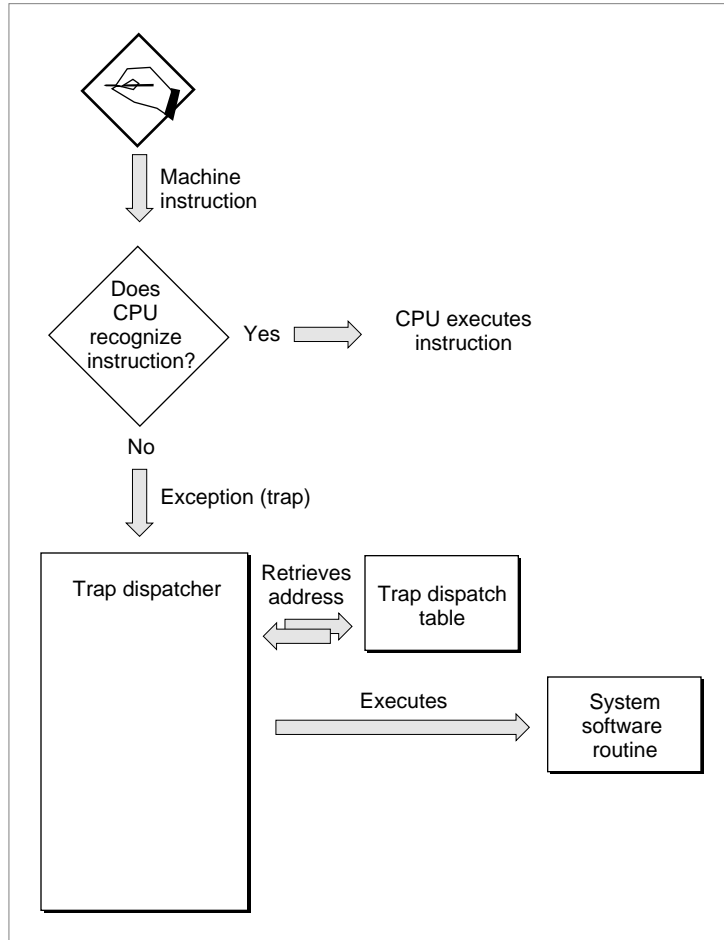 Machine
instruction
Does
CPU
recognize
instruction?
Yes
CPU executes
instruction
No
Exception (trap)
Trap dispatcher
Retrieves
address
Trap dispatch
table
Executes
System
software
routine